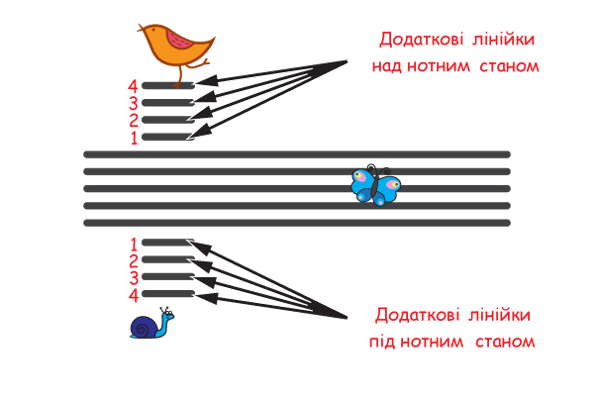 Додаткові лінійки
над нотним станом
4
3
2
1
1
2
3
4
Додаткові лінійки
під нотним станом